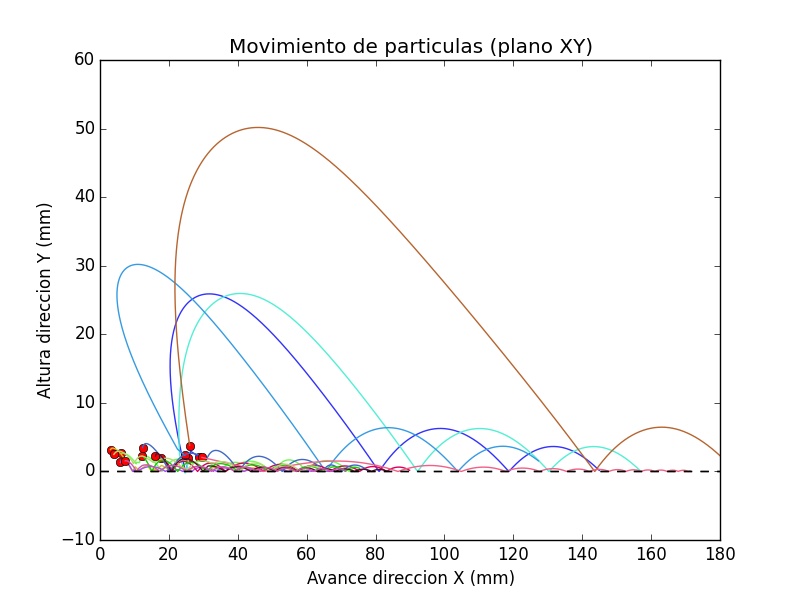 Movimiento de particulas (plano XY)
60
50
40
30
20
10
0
−10
0 20 40 60 80 100 120 140 160 180
Altura direccion Y (mm)
Avance direccion X (mm)